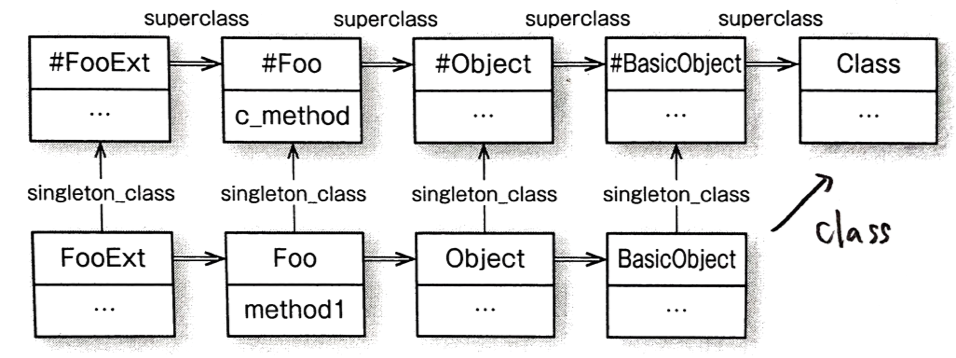 superclass superclass superclass superclass
#FooExt #Foo #Object #BasicObject Class
... c_method ... ... ...
singleton_class singleton_class singleton_class singleton_class
class
FooExt Foo Object BasicObject
... method1 ... ...